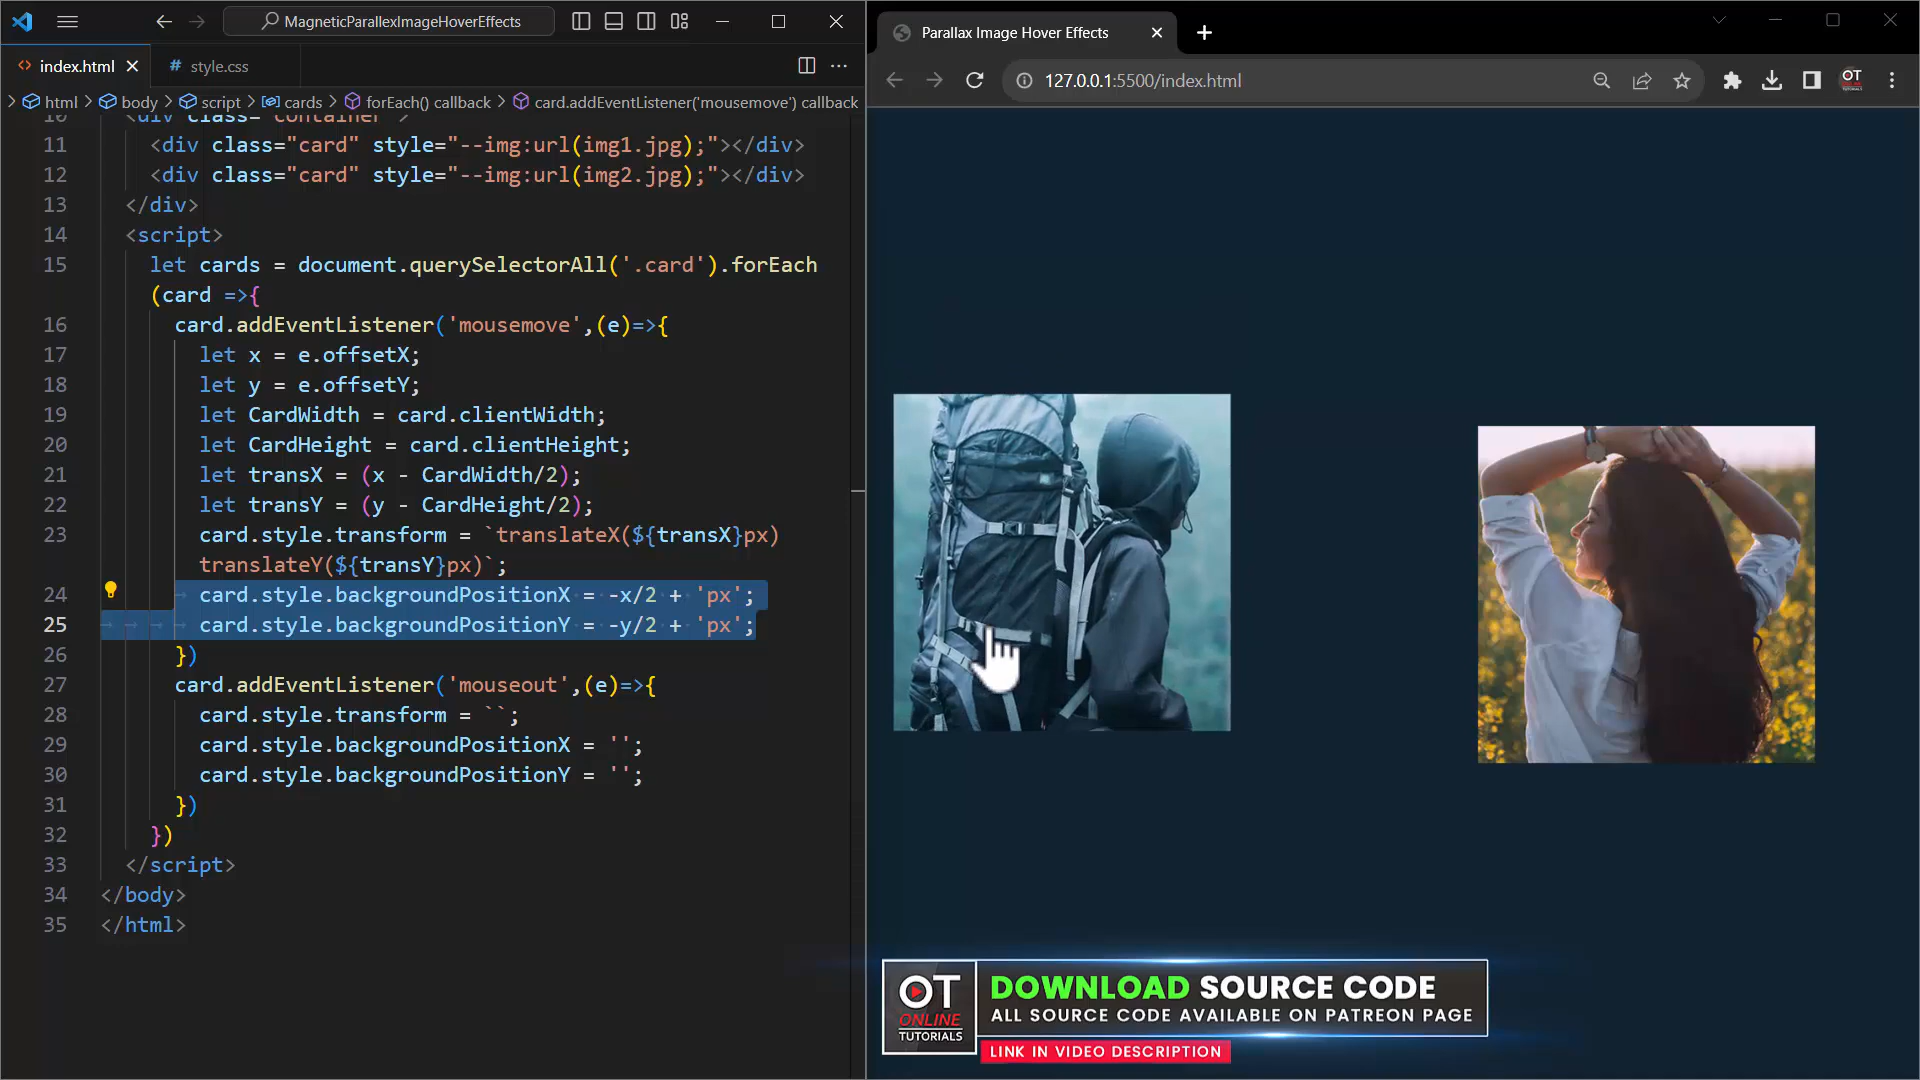 MagneticParallexImageHoverEffects
index.html
style.css
html
body
script
cards
forEach() callback
card.addEventListener('mousemove') callback
10 <div class="container">
11 <div class="card" style="--img:url(img1.jpg);"></div>
12 <div class="card" style="--img:url(img2.jpg);"></div>
13 </div>
14 <script>
15 let cards = document.querySelectorAll('.card').forEach
(card =>{
16 card.addEventListener('mousemove',(e)=>{
17 let x = e.offsetX;
18 let y = e.offsetY;
19 let CardWidth = card.clientWidth;
20 let CardHeight = card.clientHeight;
21 let transX = (x - CardWidth/2);
22 let transY = (y - CardHeight/2);
23 card.style.transform = `translateX(${transX}px)
translateY(${transY}px)`;
24 card.style.backgroundPositionX = -x/2 + 'px';
25 card.style.backgroundPositionY = -y/2 + 'px';
26 })
27 card.addEventListener('mouseout',(e)=>{
28 card.style.transform = ``;
29 card.style.backgroundPositionX = '';
30 card.style.backgroundPositionY = '';
31 })
32 })
33 </script>
34 </body>
35 </html>
Parallax Image Hover Effects
127.0.0.1:5500/index.html
OT
OT
ONLINE
TUTORIALS
DOWNLOAD SOURCE CODE
ALL SOURCE CODE AVAILABLE ON PATREON PAGE
LINK IN VIDEO DESCRIPTION